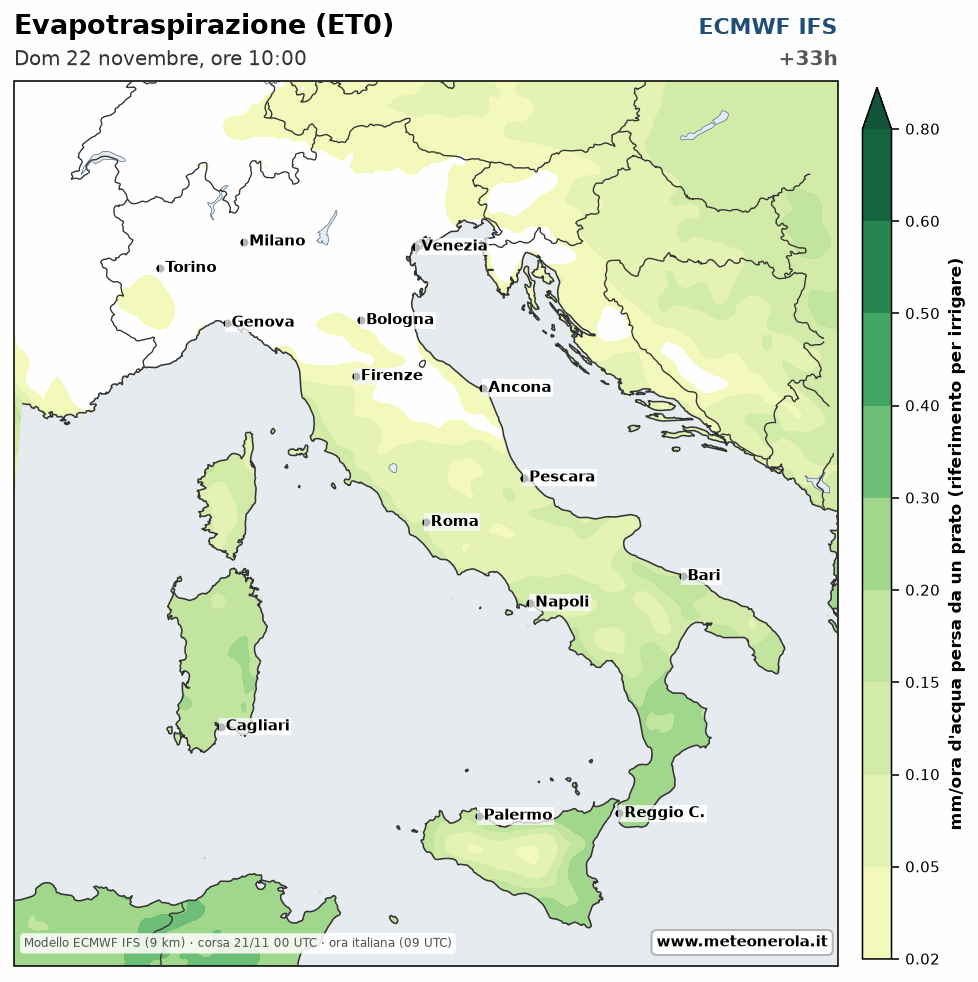 Evapotraspirazione (ET0)
ECMWF IFS
Dom 22 novembre, ore 10:00
+33h
Milano
Venezia
Torino
Genova
Bologna
Firenze
Ancona
Pescara
Roma
Bari
Napoli
Cagliari
Palermo
Reggio C.
0.80
0.60
0.50
0.40
0.30
0.20
0.15
0.10
0.05
0.02
mm/ora d'acqua persa da un prato (riferimento per irrigare)
Modello ECMWF IFS (9 km) · corsa 21/11 00 UTC · ora italiana (09 UTC)
www.meteonerola.it